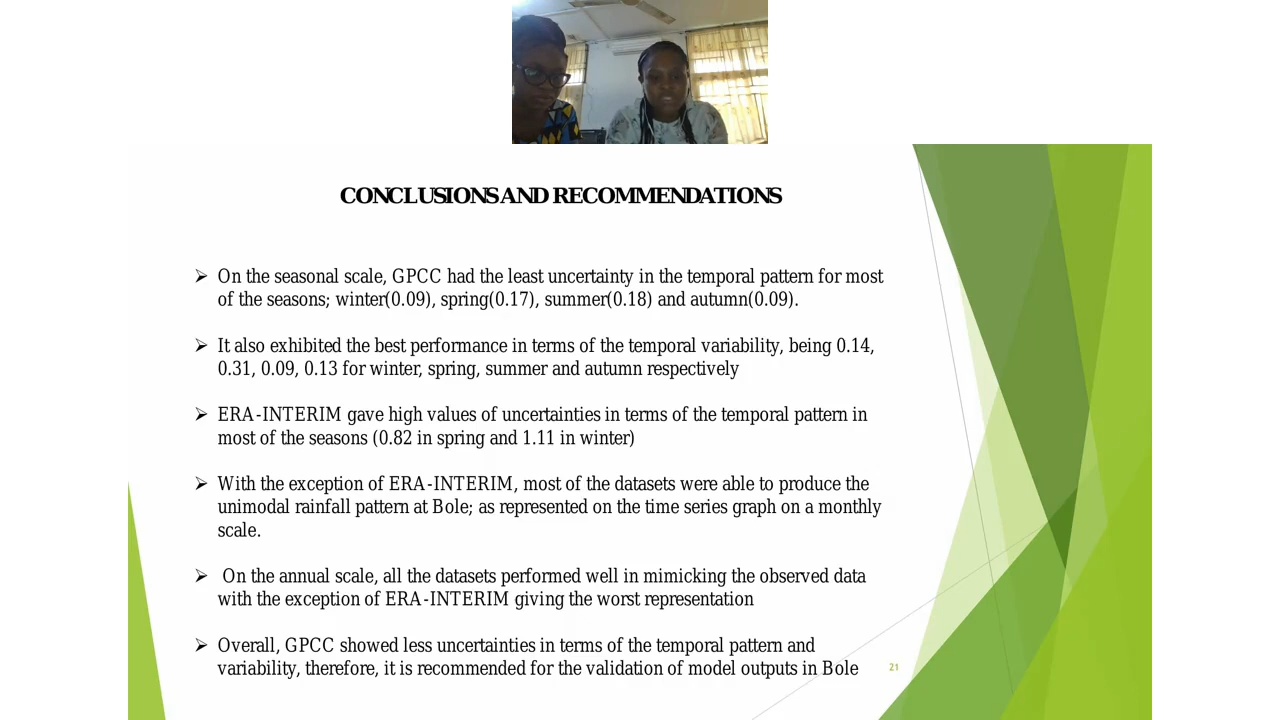 CONCLUSIONS AND RECOMMENDATIONS
➢ On the seasonal scale, GPCC had the least uncertainty in the temporal pattern for most
of the seasons; winter(0.09), spring(0.17), summer(0.18) and autumn(0.09).
➢ It also exhibited the best performance in terms of the temporal variability, being 0.14,
0.31, 0.09, 0.13 for winter, spring, summer and autumn respectively
➢ ERA-INTERIM gave high values of uncertainties in terms of the temporal pattern in
most of the seasons (0.82 in spring and 1.11 in winter)
➢ With the exception of ERA-INTERIM, most of the datasets were able to produce the
unimodal rainfall pattern at Bole; as represented on the time series graph on a monthly
scale.
➢ On the annual scale, all the datasets performed well in mimicking the observed data
with the exception of ERA-INTERIM giving the worst representation
➢ Overall, GPCC showed less uncertainties in terms of the temporal pattern and
variability, therefore, it is recommended for the validation of model outputs in Bole
21